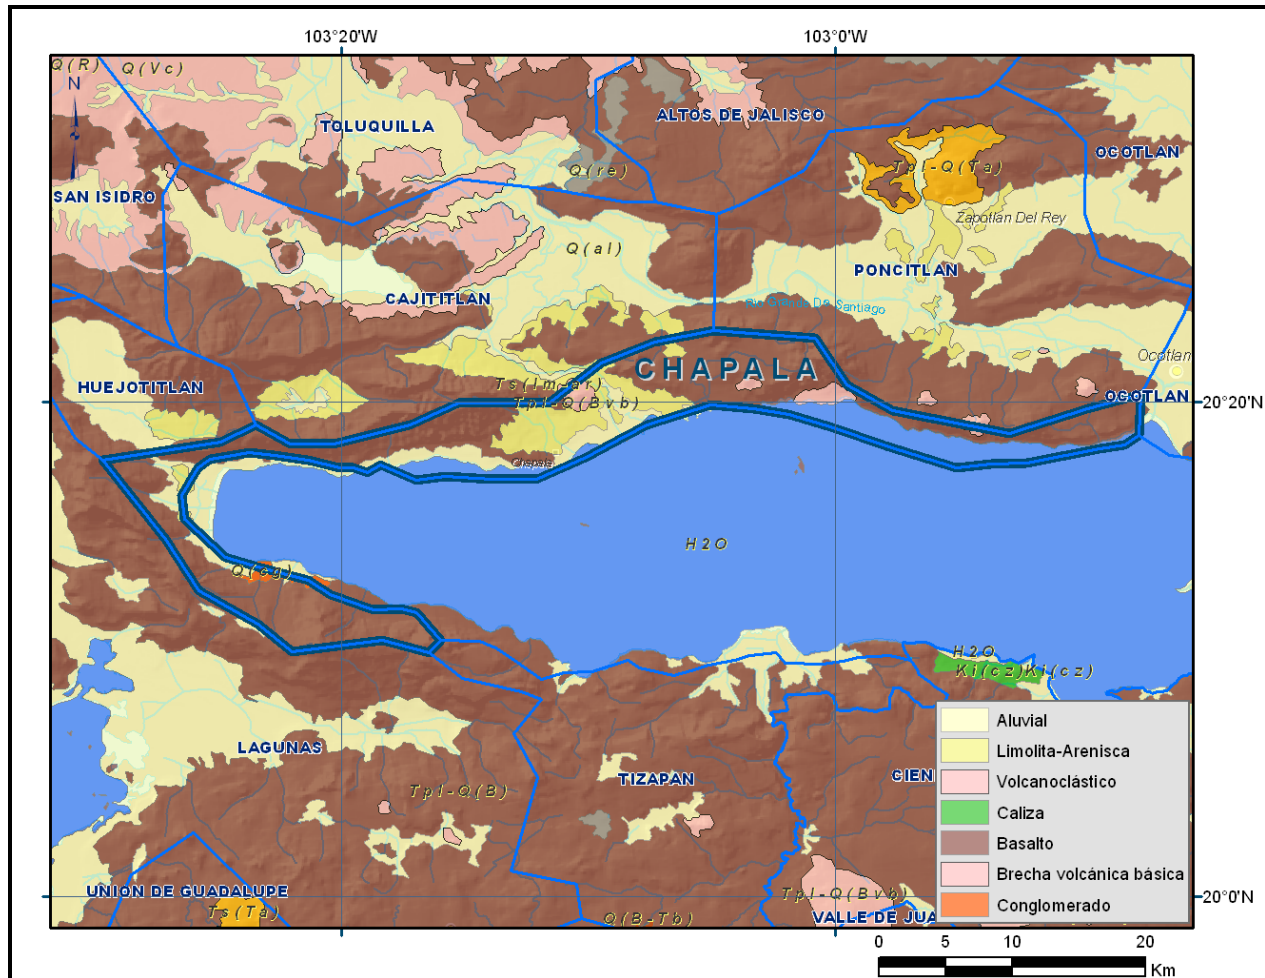 103°20'W
103°0'W
Q(R)
Q(Vc)
N
TOLUQUILLA
ALTOS DE JALISCO
OCOTLAN
Q(re)
Tpl-Q(Ta)
SAN ISIDRO
Zapotlan Del Rey
Q(al)
PONCITLAN
CAJITITLAN
Rio Grande De Santiago
Ocotlan
CHAPALA
HUEJOTITLAN
Ts(lm-ar)
Tpl-Q(Bvb)
OCOTLAN
20°20'N
Chapala
H2O
Q(cg)
H2O
Ki(cz)Ki(cz)
LAGUNAS
TIZAPAN
Tpl-Q(B)
UNION DE GUADALUPE
Ts(Ta)
Q(B-Tb)
Tpl-Q(Bvb)
VALLE DE JUA
20°0'N
Aluvial
Limolita-Arenisca
Volcanoclástico
Caliza
Basalto
Brecha volcánica básica
Conglomerado
0 5 10 20
Km